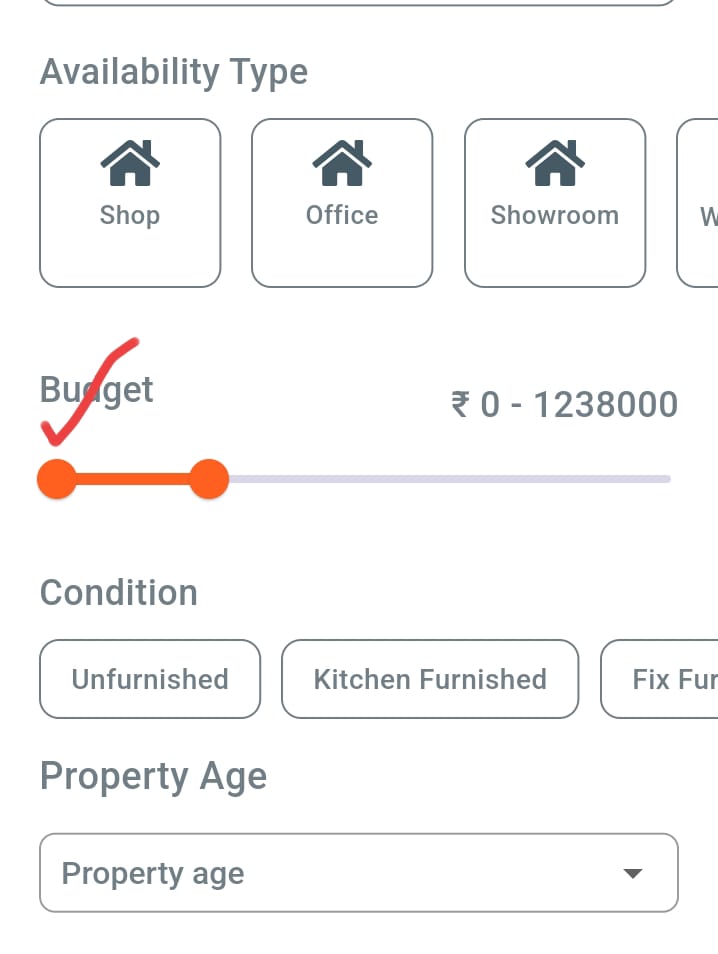 Availability Type
Shop Office Showroom W
Budget
₹ 0 - 1238000
Condition
Unfurnished Kitchen Furnished Fix Fur
Property Age
Property age